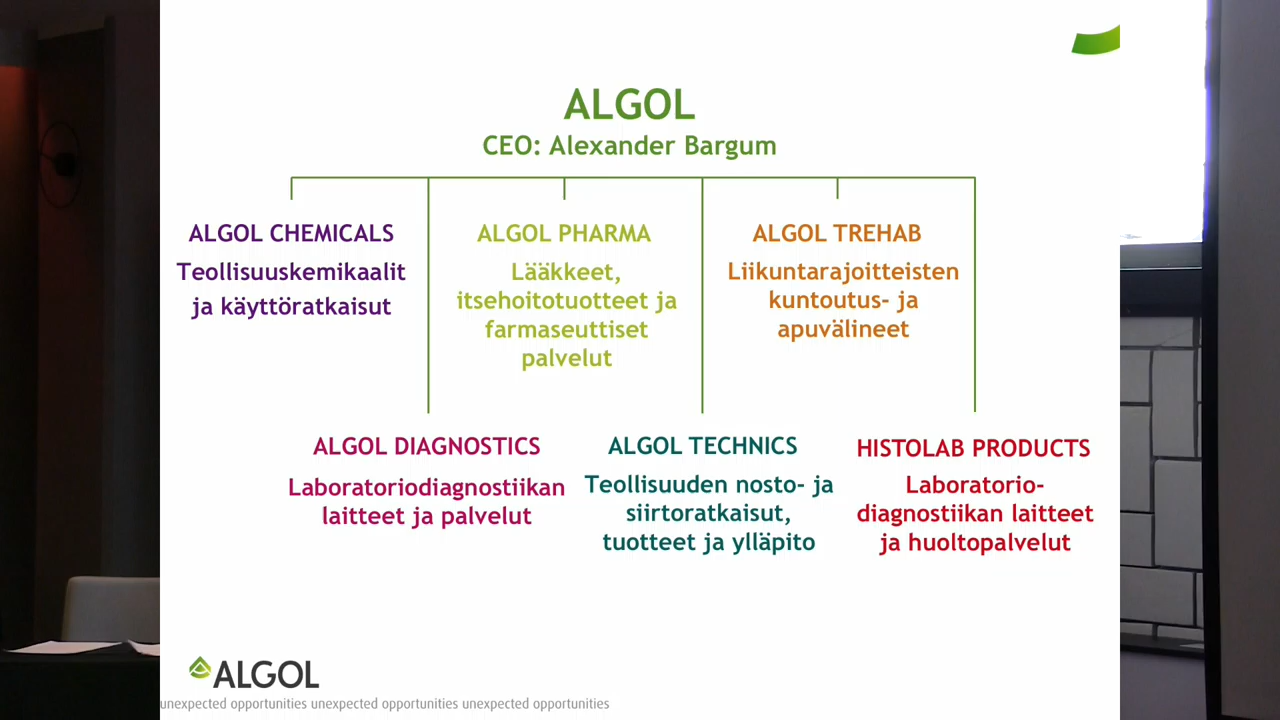 ALGOL
CEO: Alexander Bargum
ALGOL CHEMICALS
Teollisuuskemikaalit
ja käyttöratkaisut
ALGOL PHARMA
Lääkkeet,
itsehoitotuotteet ja
farmaseuttiset
palvelut
ALGOL TREHAB
Liikuntarajoitteisten
kuntoutus- ja
apuvälineet
ALGOL DIAGNOSTICS
Laboratoriodiagnostiikan
laitteet ja palvelut
ALGOL TECHNICS
Teollisuuden nosto- ja
siirtoratkaisut,
tuotteet ja ylläpito
HISTOLAB PRODUCTS
Laboratorio-
diagnostiikan laitteet
ja huoltopalvelut
ALGOL
unexpected opportunities unexpected opportunities unexpected opportunities